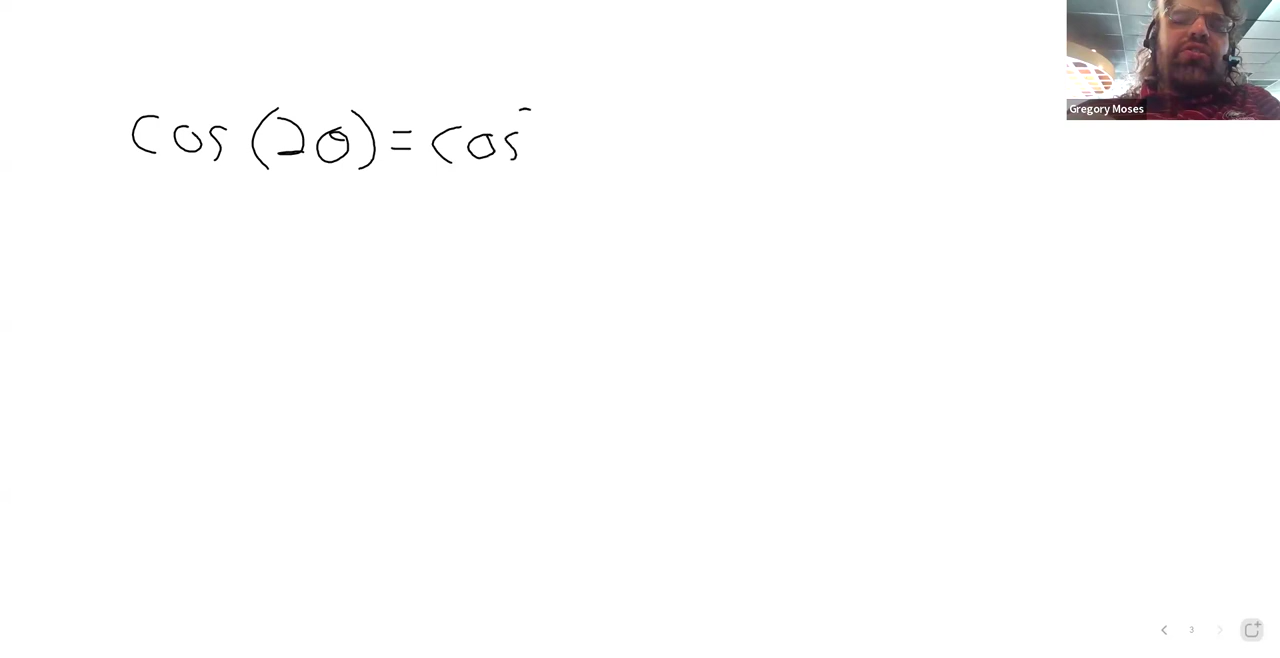 cos(2θ) = cos
Gregory Moses
3